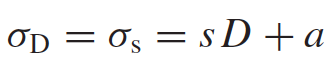 σ_D = σ_s = sD + a